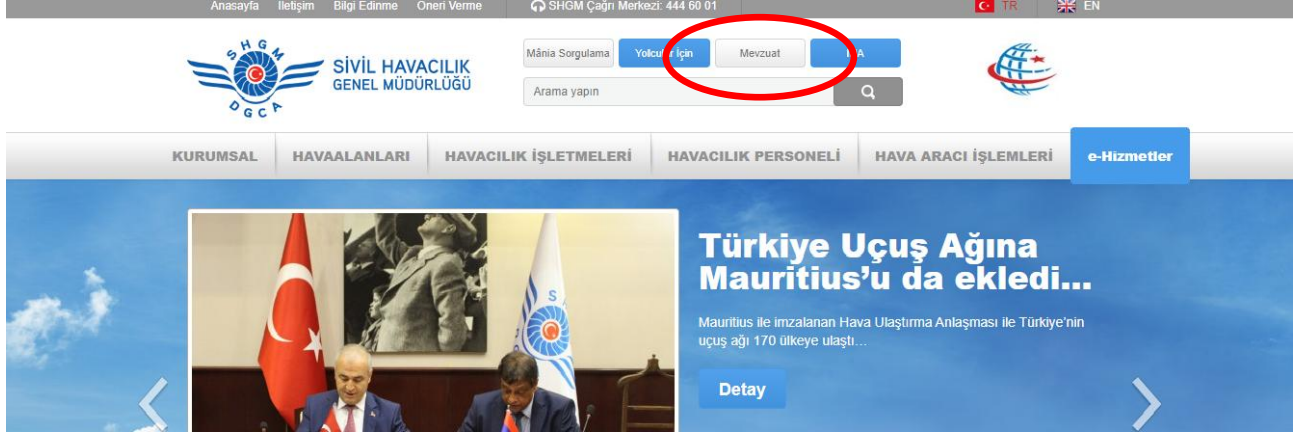 Anasayfa İletişim Bilgi Edinme Öneri Verme SHGM Çağrı Merkezi: 444 60 01 TR EN
SHGM
DGCA
SİVİL HAVACILIK
GENEL MÜDÜRLÜĞÜ
Mânia Sorgulama Yolcular İçin Mevzuat
Arama yapın
KURUMSAL HAVAALANLARI HAVACILIK İŞLETMELERİ HAVACILIK PERSONELİ HAVA ARACI İŞLEMLERİ e-Hizmetler
Türkiye Uçuş Ağına
Mauritius'u da ekledi...
Mauritius ile imzalanan Hava Ulaştırma Anlaşması ile Türkiye'nin
uçuş ağı 170 ülkeye ulaştı…
Detay